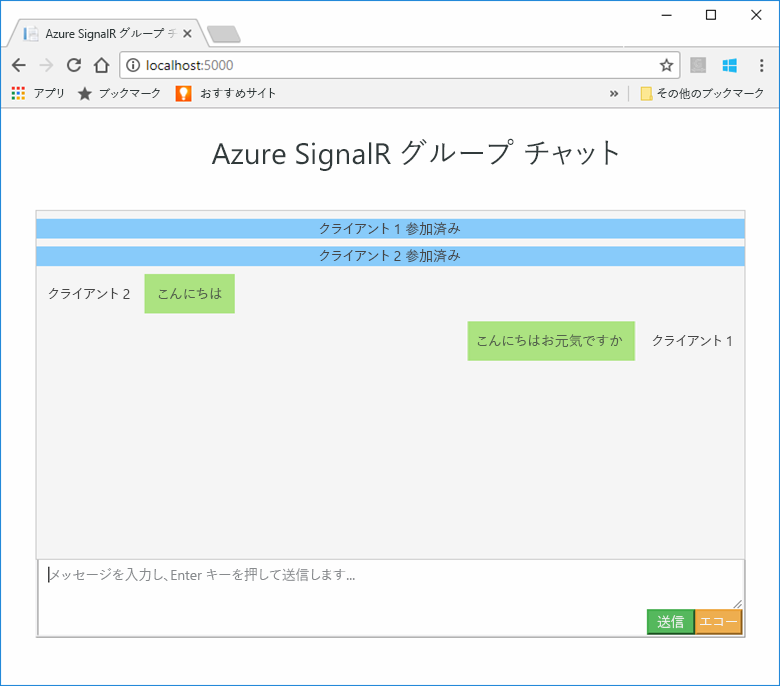 Azure SignalR グループ チ
localhost:5000
アプリ ブックマーク おすすめサイト » その他のブックマーク
Azure SignalR グループ チャット
クライアント 1 参加済み
クライアント 2 参加済み
クライアント 2 こんにちは
こんにちはお元気ですか クライアント 1
メッセージを入力し、Enter キーを押して送信します...
送信 エコー